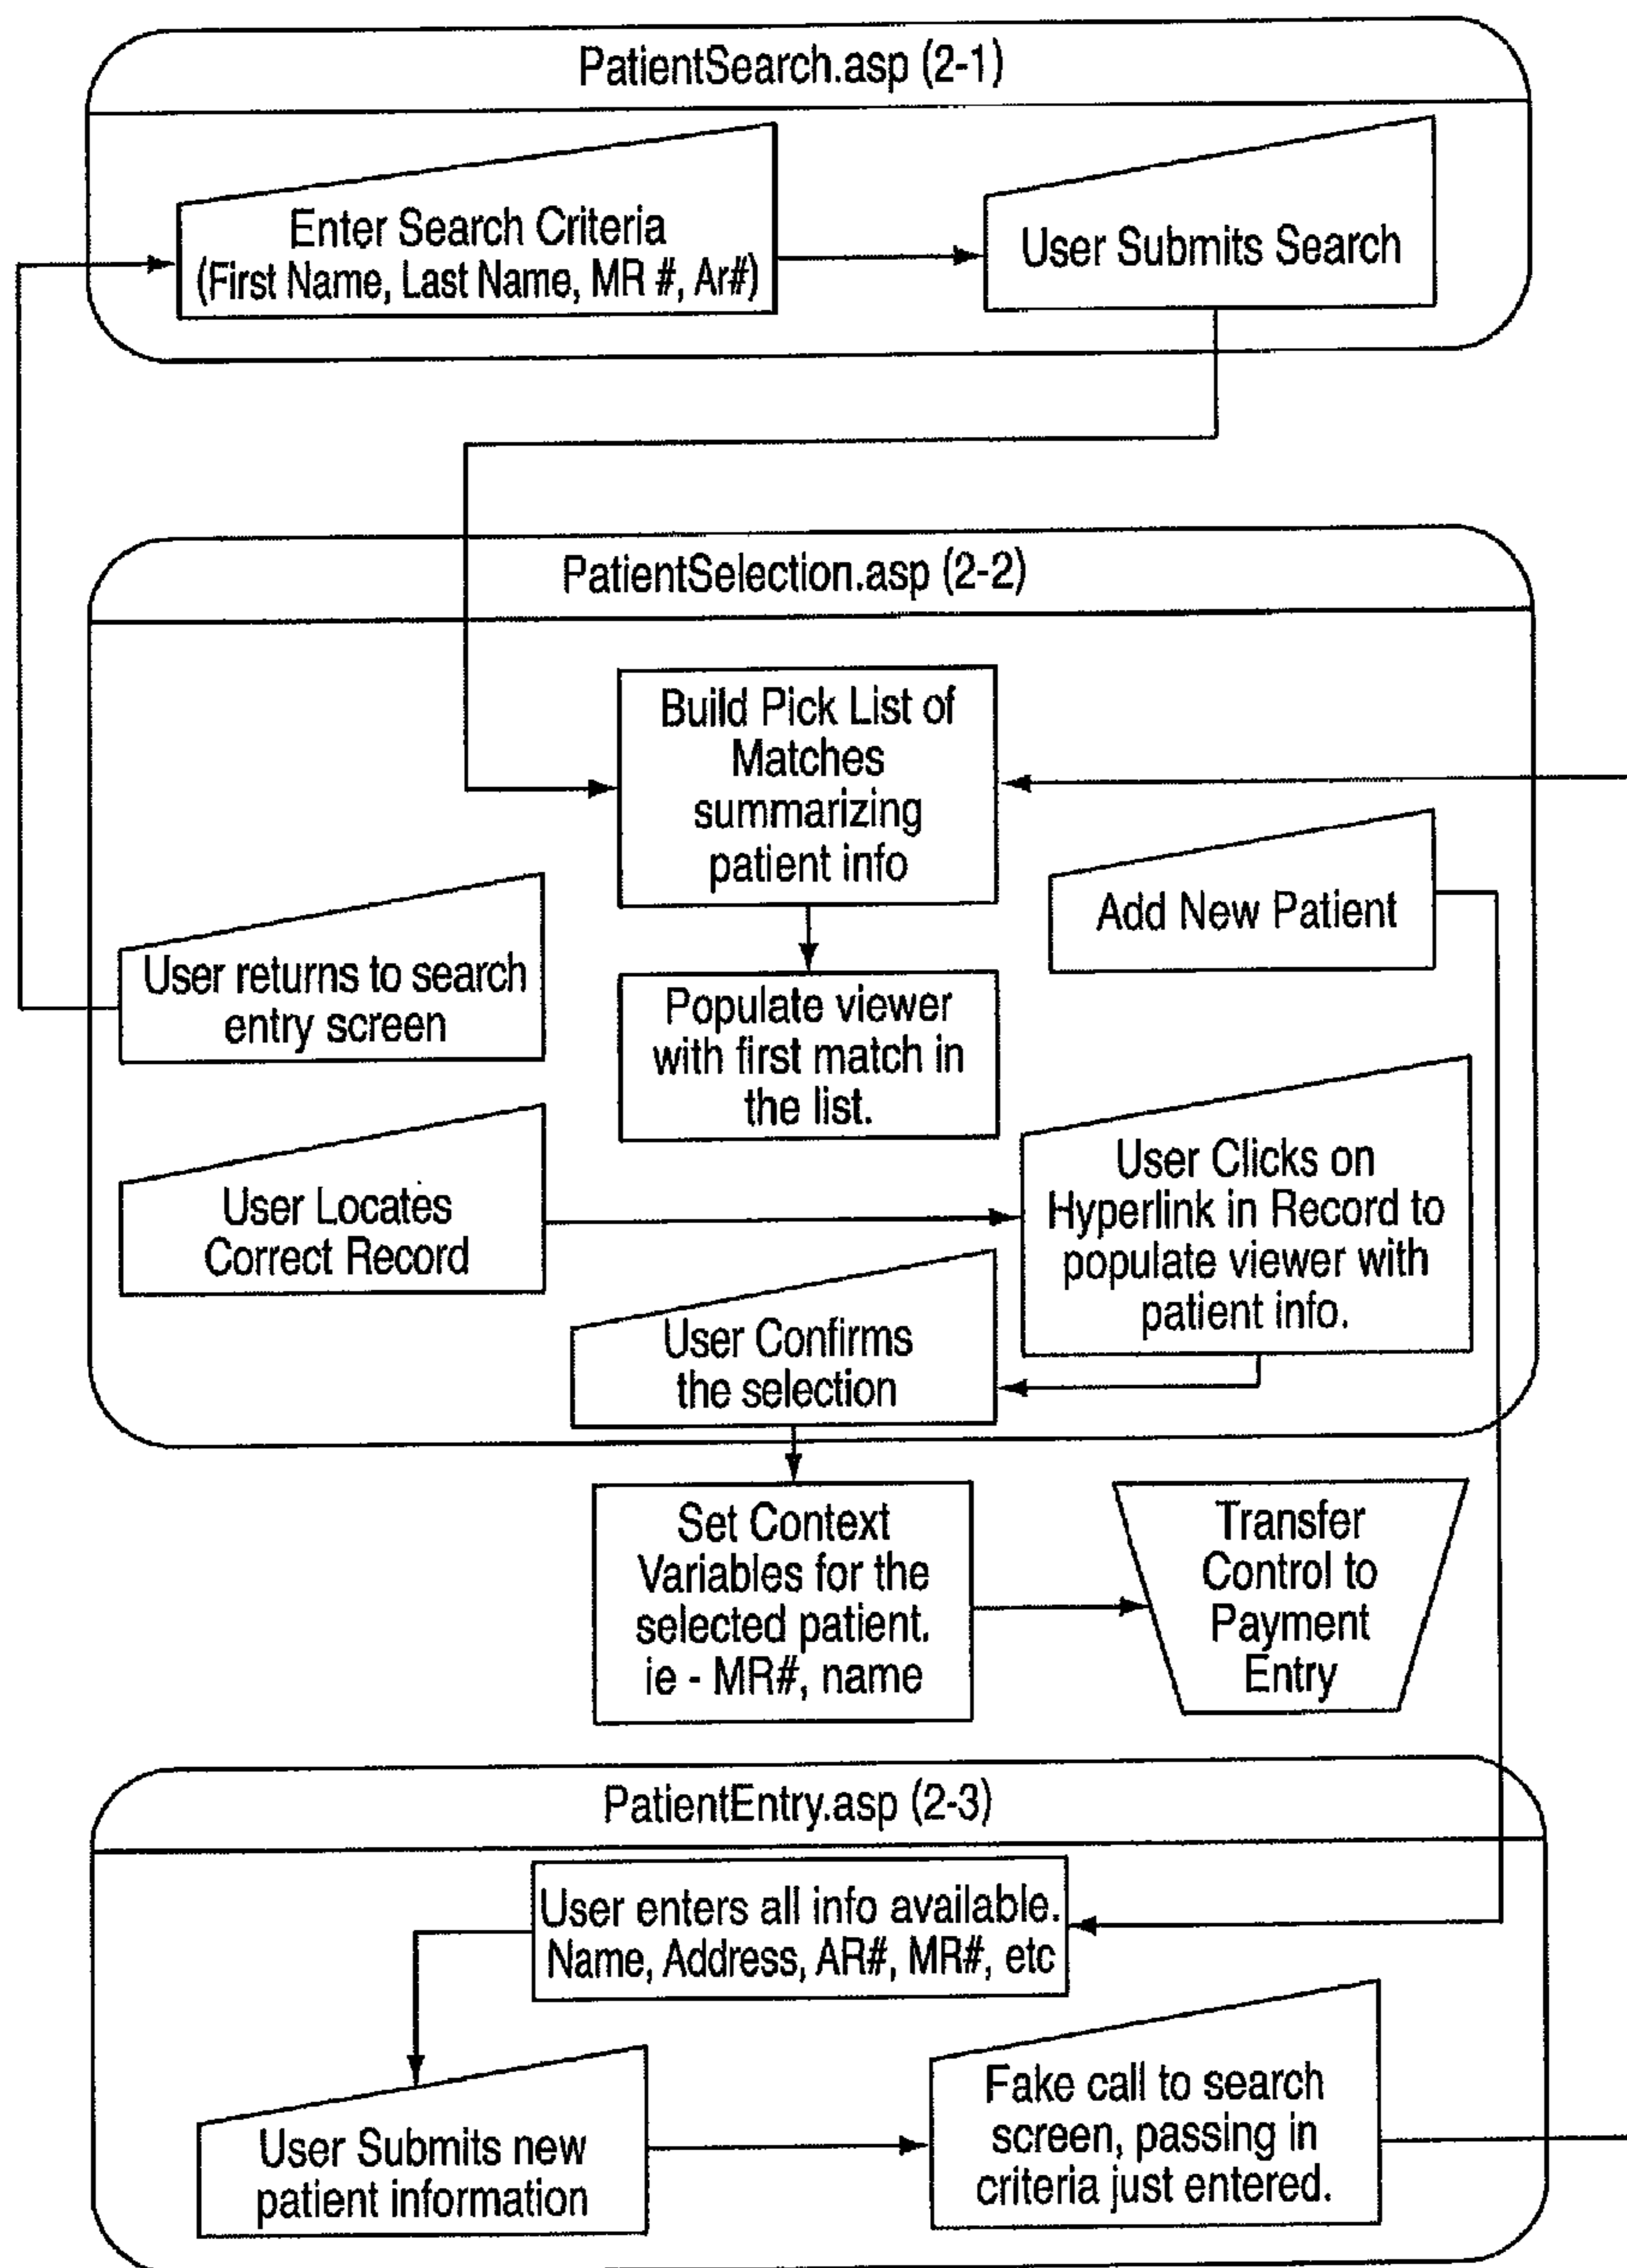 PatientSearch.asp (2-1)
Enter Search Criteria
(First Name, Last Name, MR #, Ar#)
User Submits Search
PatientSelection.asp (2-2)
Build Pick List of
Matches
summarizing
patient info
Add New Patient
User returns to search
entry screen
Populate viewer
with first match in
the list.
User Locates
Correct Record
User Clicks on
Hyperlink in Record to
populate viewer with
patient info.
User Confirms
the selection
Set Context
Variables for the
selected patient.
ie - MR#, name
Transfer
Control to
Payment
Entry
PatientEntry.asp (2-3)
User enters all info available.
Name, Address, AR#, MR#, etc
User Submits new
patient information
Fake call to search
screen, passing in
criteria just entered.